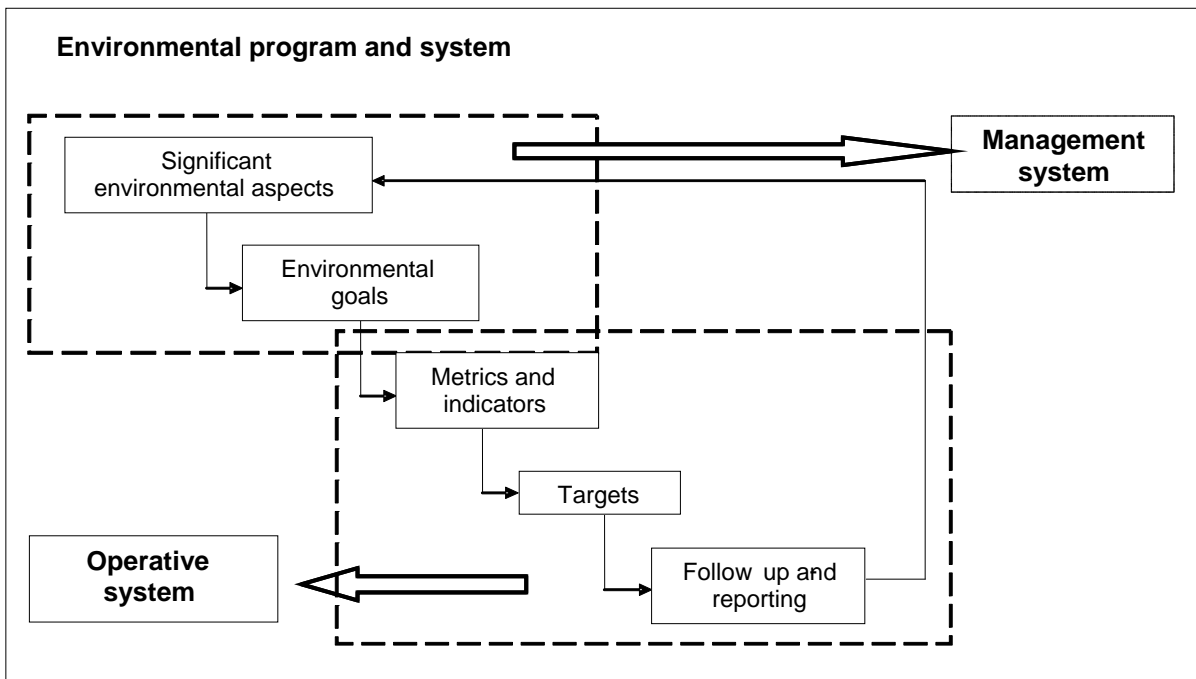 Environmental program and system
Significant
environmental aspects
Management
system
Environmental
goals
Metrics and
indicators
Targets
Operative
system
Follow up and
reporting